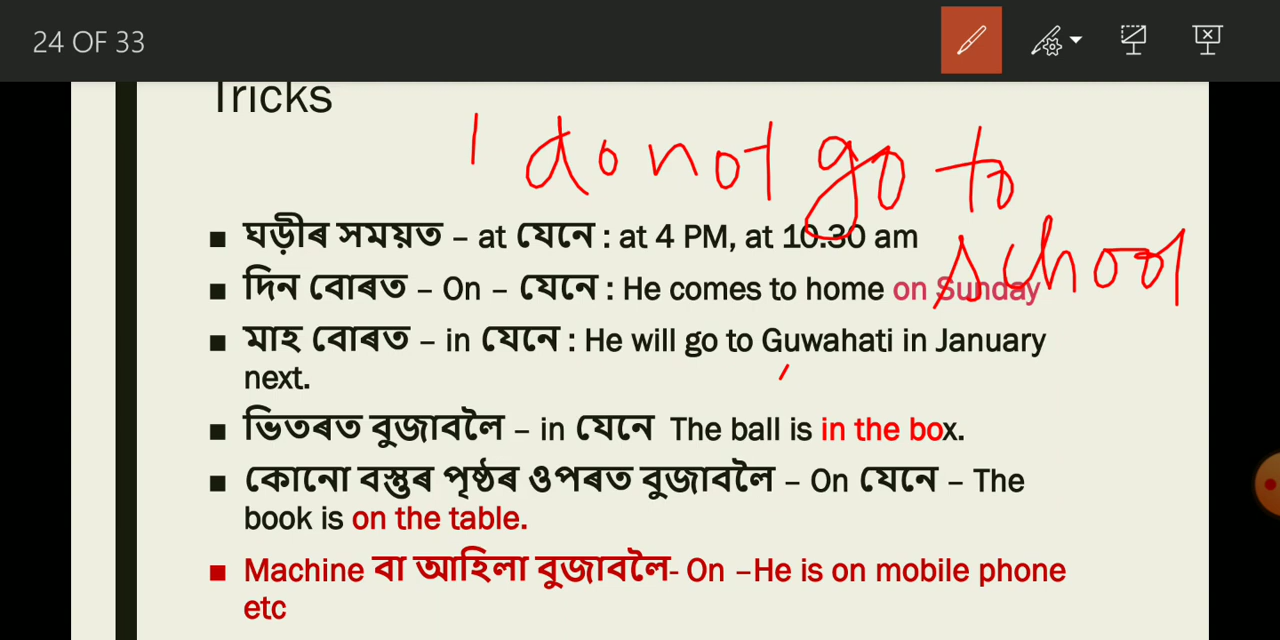 24 OF 33
Tricks
I do not go to
school
■ ঘড়ীৰ সময়ত – at যেনে : at 4 PM, at 10.30 am
■ দিন বোৰত – On – যেনে : He comes to home on Sunday
■ মাহ বোৰত – in যেনে : He will go to Guwahati in January
next.
■ ভিতৰত বুজাবলৈ – in যেনে The ball is in the box.
■ কোনো বস্তুৰ পৃষ্ঠৰ ওপৰত বুজাবলৈ – On যেনে – The
book is on the table.
■ Machine বা আহিলা বুজাবলৈ- On –He is on mobile phone
etc